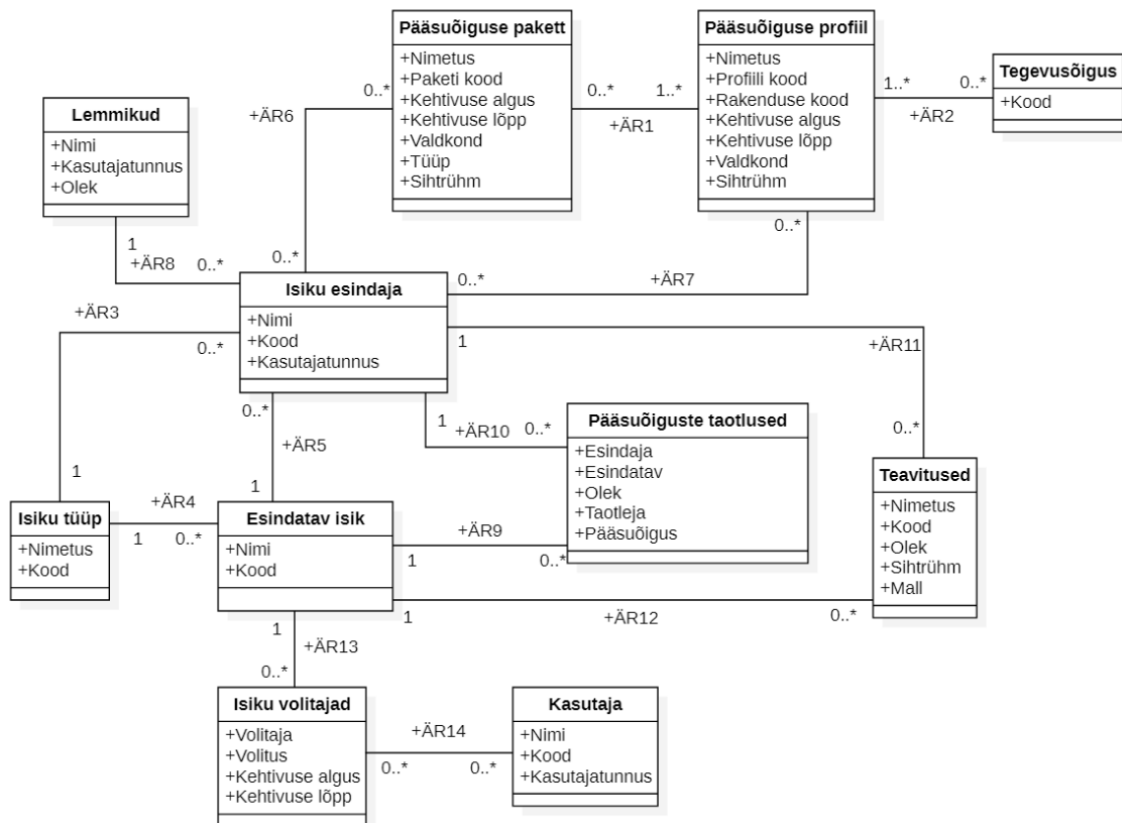 Pääsuõiguse pakett
+Nimetus
+Paketi kood
+Kehtivuse algus
+Kehtivuse lõpp
+Valdkond
+Tüüp
+Sihtrühm
Pääsuõiguse profiil
+Nimetus
+Profiili kood
+Rakenduse kood
+Kehtivuse algus
+Kehtivuse lõpp
+Valdkond
+Sihtrühm
Tegevusõigus
+Kood
0..*
+ÄR6
0..*
0..*
1..*
+ÄR1
1..*
0..*
+ÄR2
Lemmikud
+Nimi
+Kasutajatunnus
+Olek
1
0..*
+ÄR8
0..*
0..*
+ÄR7
Isiku esindaja
+Nimi
+Kood
+Kasutajatunnus
+ÄR3
0..*
1
1
+ÄR11
0..*
0..*
+ÄR5
1
1
+ÄR10
0..*
Pääsuõiguste taotlused
+Esindaja
+Esindatav
+Olek
+Taotleja
+Pääsuõigus
Teavitused
+Nimetus
+Kood
+Olek
+Sihtrühm
+Mall
Isiku tüüp
+Nimetus
+Kood
+ÄR4
1
0..*
Esindatav isik
+Nimi
+Kood
+ÄR9
1
0..*
1
+ÄR12
0..*
1
+ÄR13
0..*
Isiku volitajad
+Volitaja
+Volitus
+Kehtivuse algus
+Kehtivuse lõpp
+ÄR14
0..*
0..*
Kasutaja
+Nimi
+Kood
+Kasutajatunnus